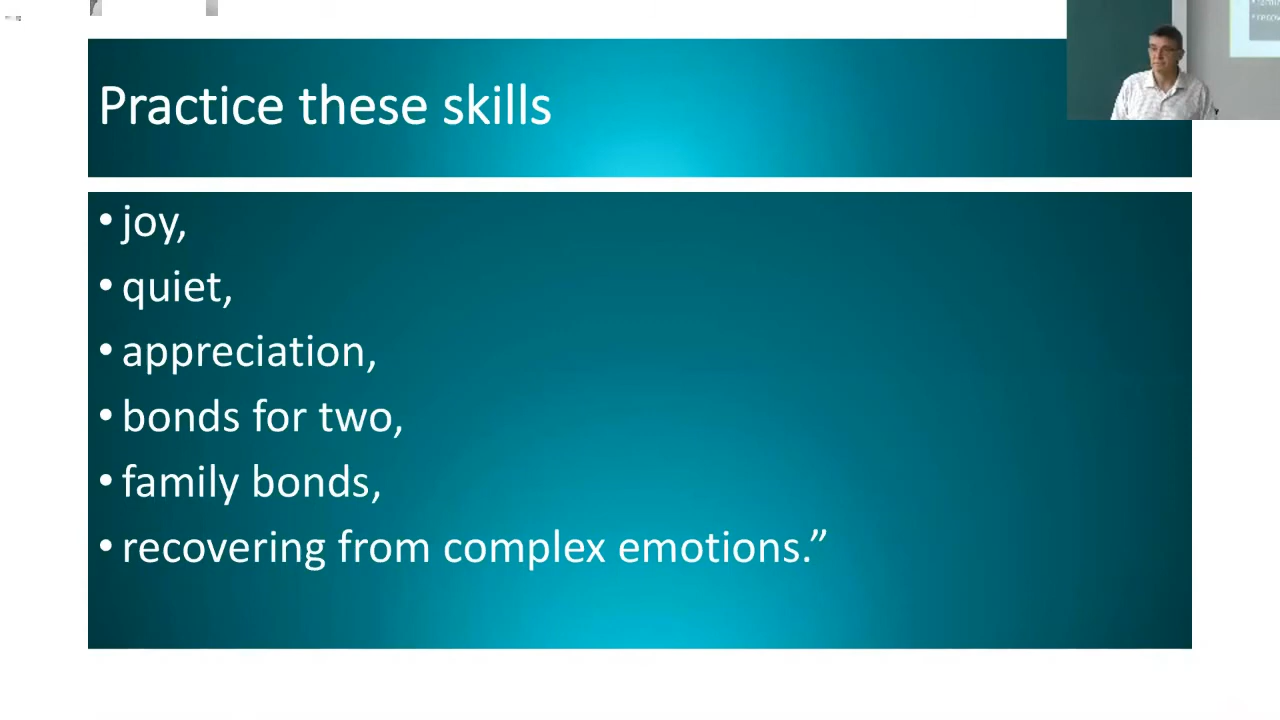 Practice these skills
• joy,
• quiet,
• appreciation,
• bonds for two,
• family bonds,
• recovering from complex emotions.”